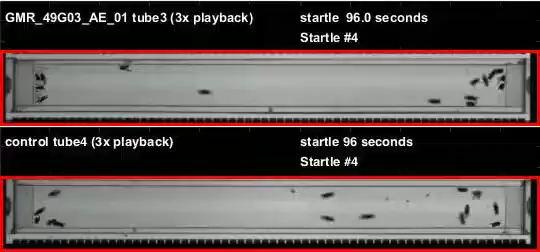 GMR_49G03_AE_01 tube3 (3x playback)
startle  96.0 seconds
Startle #4
control tube4 (3x playback)
startle 96 seconds
Startle #4